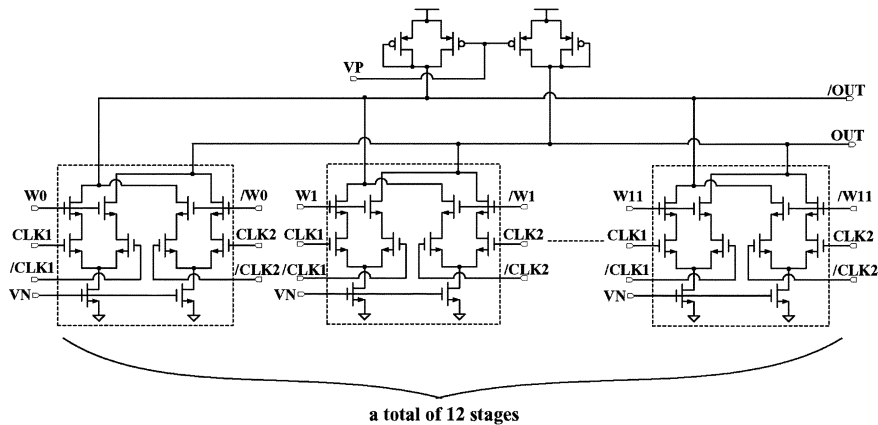 VP
/OUT
OUT
W0
/W0
CLK1
CLK2
/CLK1
/CLK2
VN
W1
/W1
CLK1
CLK2
/CLK1
/CLK2
VN
W11
/W11
CLK1
CLK2
/CLK1
/CLK2
VN
a total of 12 stages